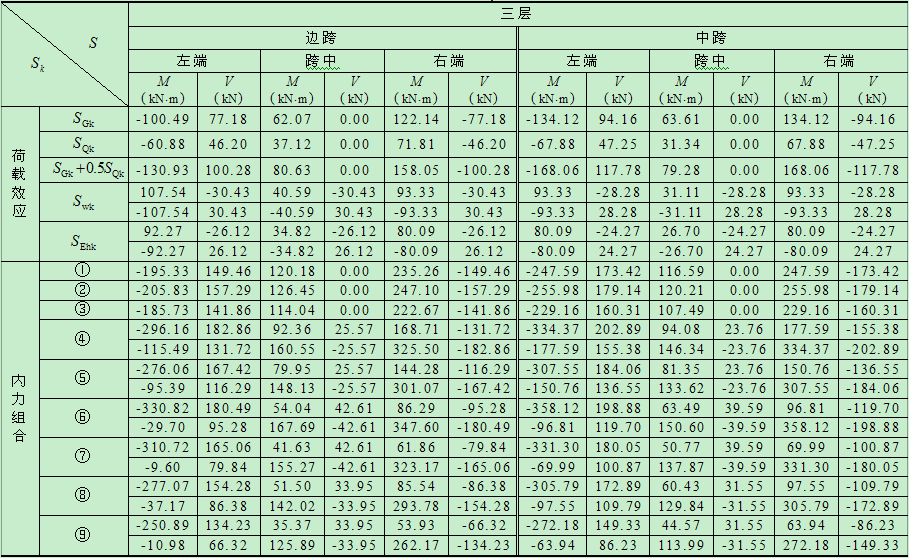 S
Sk
三层
边跨 中跨
左端 跨中 右端 左端 跨中 右端
M V M V M V M V M V M V
(kN·m) (kN) (kN·m) (kN) (kN·m) (kN) (kN·m) (kN) (kN·m) (kN) (kN·m) (kN)
荷载效应
SGk -100.49 77.18 62.07 0.00 122.14 -77.18 -134.12 94.16 63.61 0.00 134.12 -94.16
SQk -60.88 46.20 37.12 0.00 71.81 -46.20 -67.88 47.25 31.34 0.00 67.88 -47.25
SGk+0.5SQk -130.93 100.28 80.63 0.00 158.05 -100.28 -168.06 117.78 79.28 0.00 168.06 -117.78
Swk 107.54 -30.43 40.59 -30.43 93.33 -30.43 93.33 -28.28 31.11 -28.28 93.33 -28.28
-107.54 30.43 -40.59 30.43 -93.33 30.43 -93.33 28.28 -31.11 28.28 -93.33 28.28
SEhk 92.27 -26.12 34.82 -26.12 80.09 -26.12 80.09 -24.27 26.70 -24.27 80.09 -24.27
-92.27 26.12 -34.82 26.12 -80.09 26.12 -80.09 24.27 -26.70 24.27 -80.09 24.27
内力组合
① -195.33 149.46 120.18 0.00 235.26 -149.46 -247.59 173.42 116.59 0.00 247.59 -173.42
② -205.83 157.29 126.45 0.00 247.10 -157.29 -255.98 179.14 120.21 0.00 255.98 -179.14
③ -185.73 141.86 114.04 0.00 222.67 -141.86 -229.16 160.31 107.49 0.00 229.16 -160.31
④ -296.16 182.86 92.36 25.57 168.71 -131.72 -334.37 202.89 94.08 23.76 177.59 -155.38
-115.49 131.72 160.55 -25.57 325.50 -182.86 -177.59 155.38 146.34 -23.76 334.37 -202.89
⑤ -276.06 167.42 79.95 25.57 144.28 -116.29 -307.55 184.06 81.35 23.76 150.76 -136.55
-95.39 116.29 148.13 -25.57 301.07 -167.42 -150.76 136.55 133.62 -23.76 307.55 -184.06
⑥ -330.82 180.49 54.04 42.61 86.29 -95.28 -358.12 198.88 63.49 39.59 96.81 -119.70
-29.70 95.28 167.69 -42.61 347.60 -180.49 -96.81 119.70 150.60 -39.59 358.12 -198.88
⑦ -310.72 165.06 41.63 42.61 61.86 -79.84 -331.30 180.05 50.77 39.59 69.99 -100.87
-9.60 79.84 155.27 -42.61 323.17 -165.06 -69.99 100.87 137.87 -39.59 331.30 -180.05
⑧ -277.07 154.28 51.50 33.95 85.54 -86.38 -305.79 172.89 60.43 31.55 97.55 -109.79
-37.17 86.38 142.02 -33.95 293.78 -154.28 -97.55 109.79 129.84 -31.55 305.79 -172.89
⑨ -250.89 134.23 35.37 33.95 53.93 -66.32 -272.18 149.33 44.57 31.55 63.94 -86.23
-10.98 66.32 125.89 -33.95 262.17 -134.23 -63.94 86.23 113.99 -31.55 272.18 -149.33